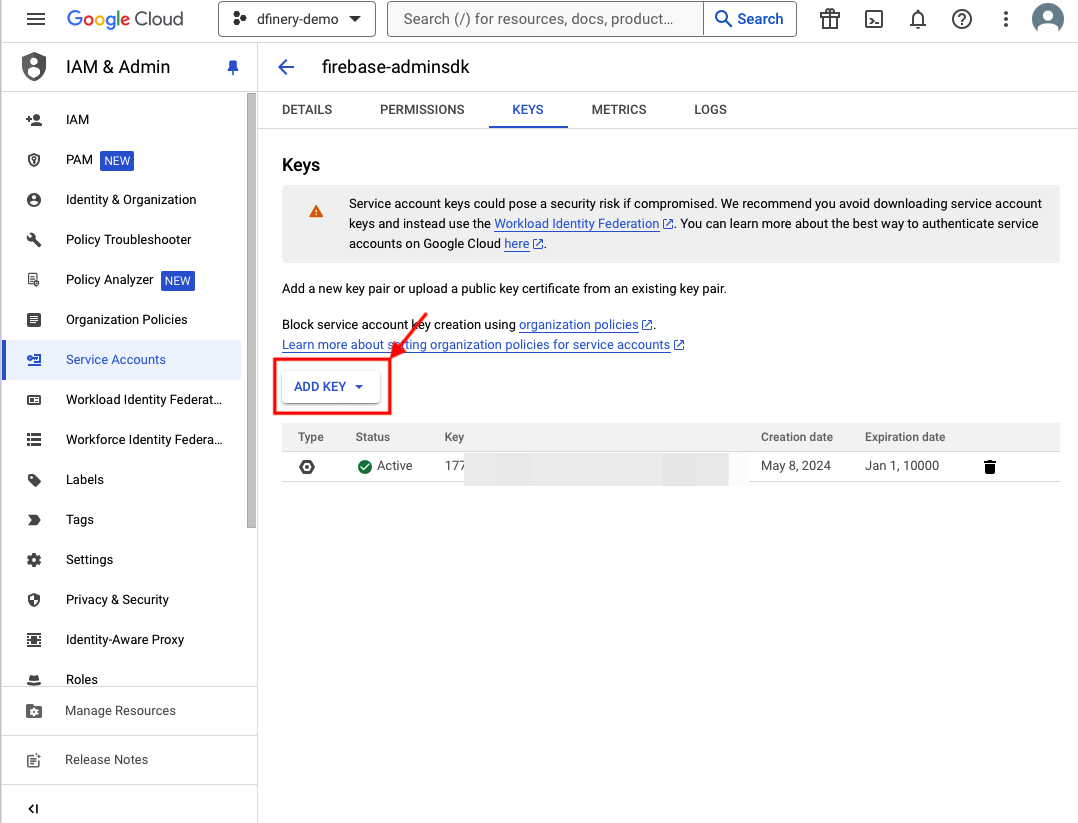 Google Cloud
dfinery-demo
Search (/) for resources, docs, product...
Search
IAM & Admin
firebase-adminsdk
DETAILS
PERMISSIONS
KEYS
METRICS
LOGS
IAM
PAM NEW
Identity & Organization
Policy Troubleshooter
Policy Analyzer NEW
Organization Policies
Service Accounts
Workload Identity Federat...
Workforce Identity Federa...
Labels
Tags
Settings
Privacy & Security
Identity-Aware Proxy
Roles
Manage Resources
Release Notes
Keys
Service account keys could pose a security risk if compromised. We recommend you avoid downloading service account
keys and instead use the Workload Identity Federation. You can learn more about the best way to authenticate service
accounts on Google Cloud here.
Add a new key pair or upload a public key certificate from an existing key pair.
Block service account key creation using organization policies.
Learn more about setting organization policies for service accounts
ADD KEY
Type Status Key Creation date Expiration date
Active 177 May 8, 2024 Jan 1, 10000